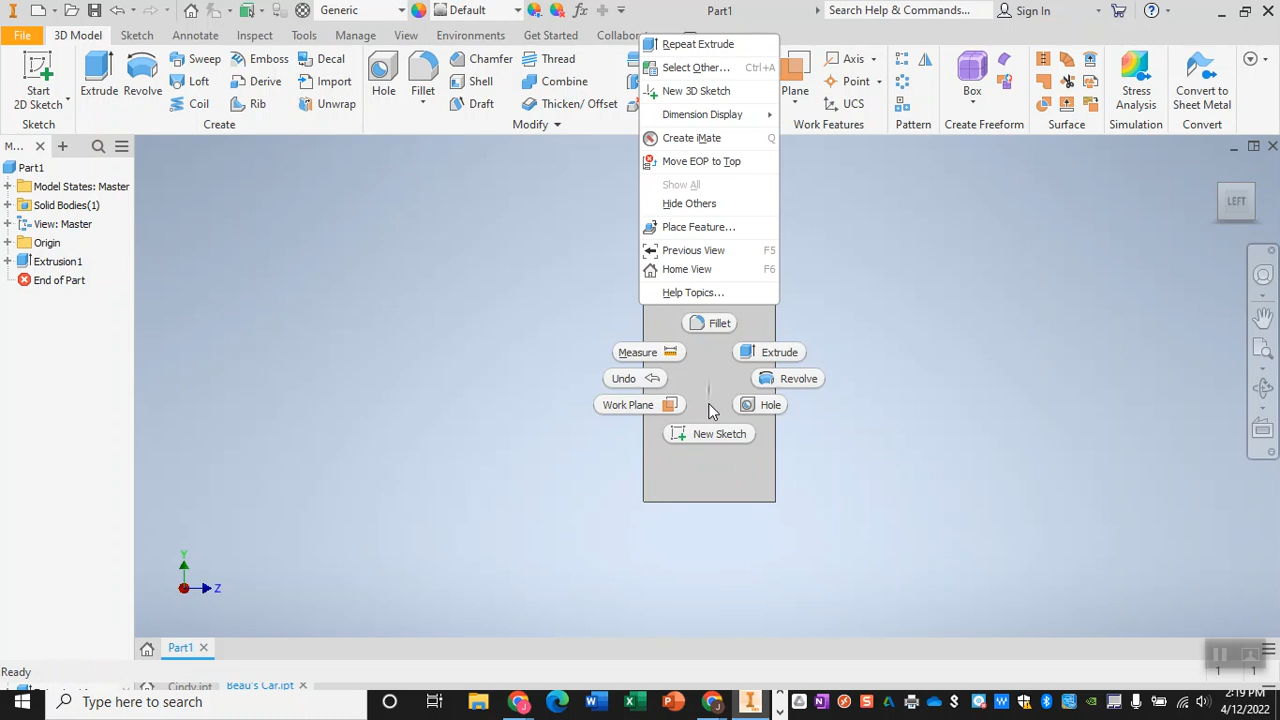 Generic
Default
Part1
Search Help & Commands...
Sign In
File
3D Model
Sketch
Annotate
Inspect
Tools
Manage
View
Environments
Get Started
Collabo
Start
2D Sketch
Extrude
Revolve
Sweep
Emboss
Decal
Loft
Derive
Import
Coil
Rib
Unwrap
Hole
Fillet
Chamfer
Thread
Shell
Combine
Draft
Thicken/ Offset
Plane
Axis
Point
UCS
Box
Stress
Analysis
Convert to
Sheet Metal
Sketch
Create
Modify
Work Features
Pattern
Create Freeform
Surface
Simulation
Convert
M...
Part1
Model States: Master
Solid Bodies(1)
View: Master
Origin
Extrusion1
End of Part
Repeat Extrude
Select Other... Ctrl+A
New 3D Sketch
Dimension Display
Create iMate Q
Move EOP to Top
Show All
Hide Others
Place Feature...
Previous View F5
Home View F6
Help Topics...
Fillet
Measure
Extrude
Undo
Revolve
Work Plane
Hole
New Sketch
LEFT
Y
Z
Part1
Ready
1 1
Cindy.ipt
Beau's Car.ipt
Type here to search
2:19 PM
4/12/2022